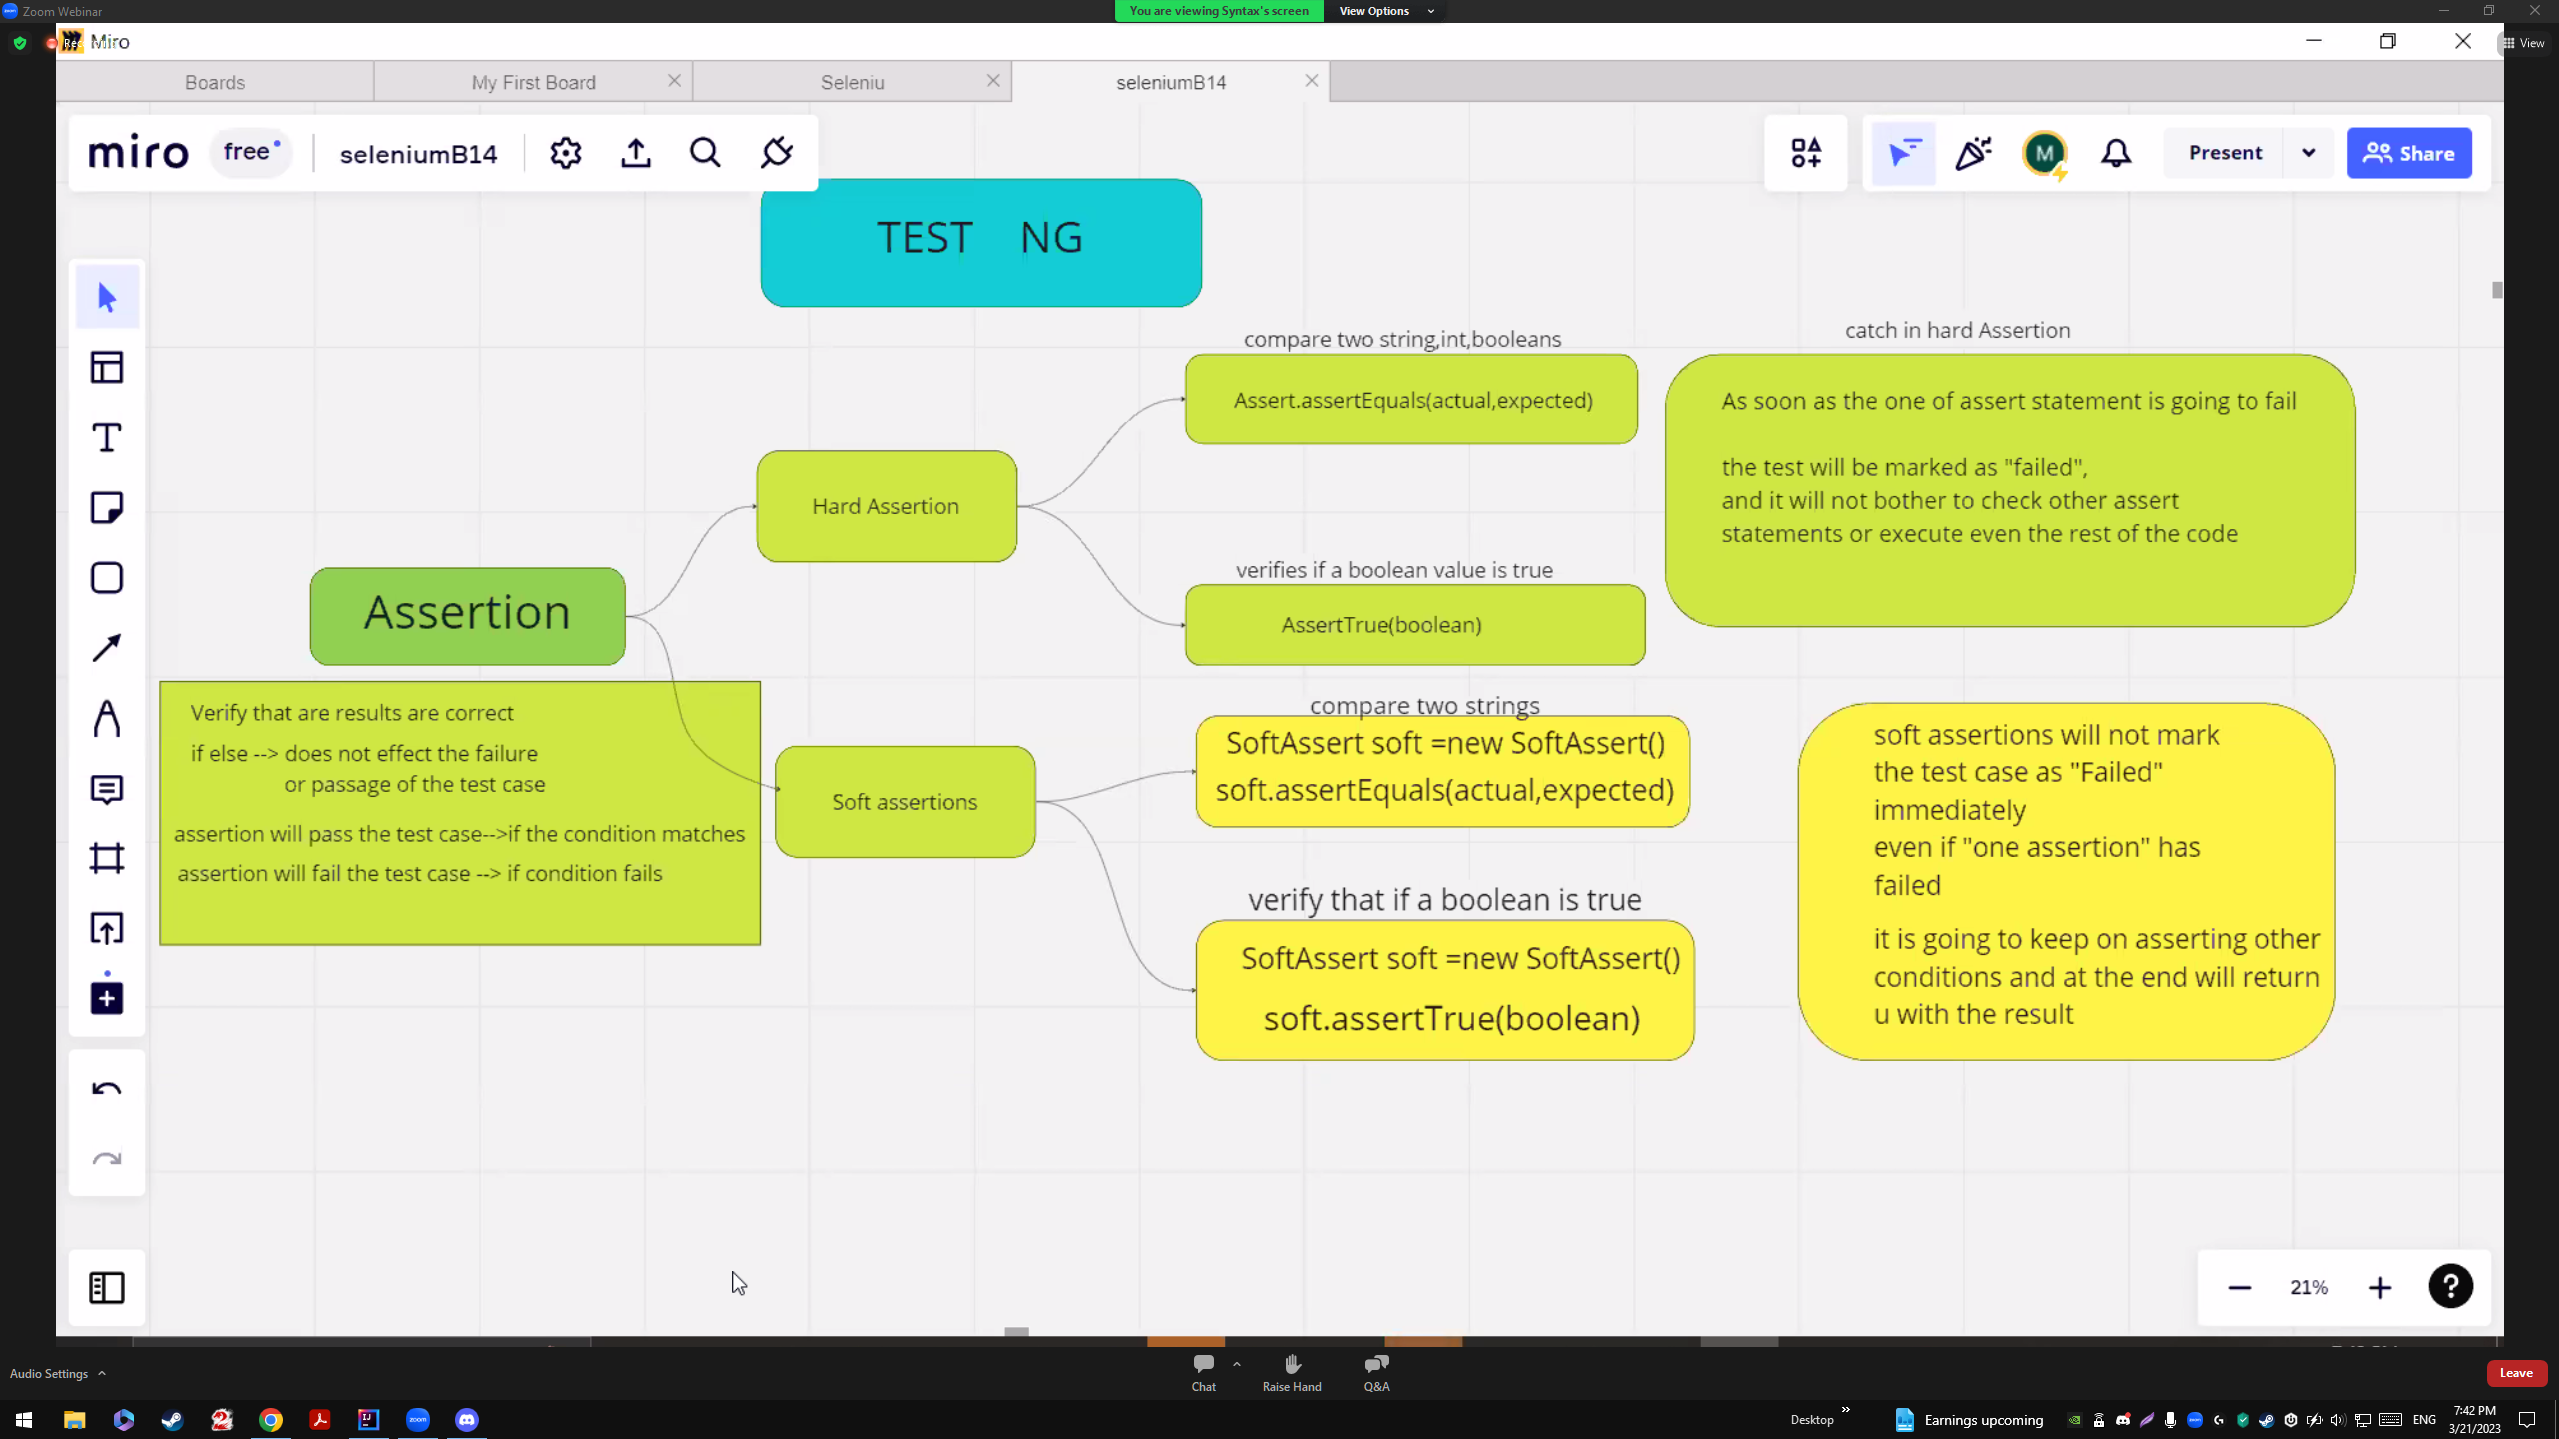 Zoom Webinar
You are viewing Syntax's screen
View Options
Miro
View
Boards
My First Board
Seleniu
seleniumB14
miro
free
seleniumB14
M
Present
Share
TEST NG
compare two string,int,booleans
Assert.assertEquals(actual,expected)
catch in hard Assertion
As soon as the one of assert statement is going to fail
the test will be marked as "failed",
and it will not bother to check other assert
statements or execute even the rest of the code
Hard Assertion
verifies if a boolean value is true
AssertTrue(boolean)
Assertion
Verify that are results are correct
if else --> does not effect the failure
or passage of the test case
assertion will pass the test case-->if the condition matches
assertion will fail the test case --> if condition fails
Soft assertions
compare two strings
SoftAssert soft =new SoftAssert()
soft.assertEquals(actual,expected)
verify that if a boolean is true
SoftAssert soft =new SoftAssert()
soft.assertTrue(boolean)
soft assertions will not mark
the test case as "Failed"
immediately
even if "one assertion" has
failed
it is going to keep on asserting other
conditions and at the end will return
u with the result
21%
?
Audio Settings
Chat
Raise Hand
Q&A
Leave
zoom
Desktop
Earnings upcoming
ENG
7:42 PM
3/21/2023